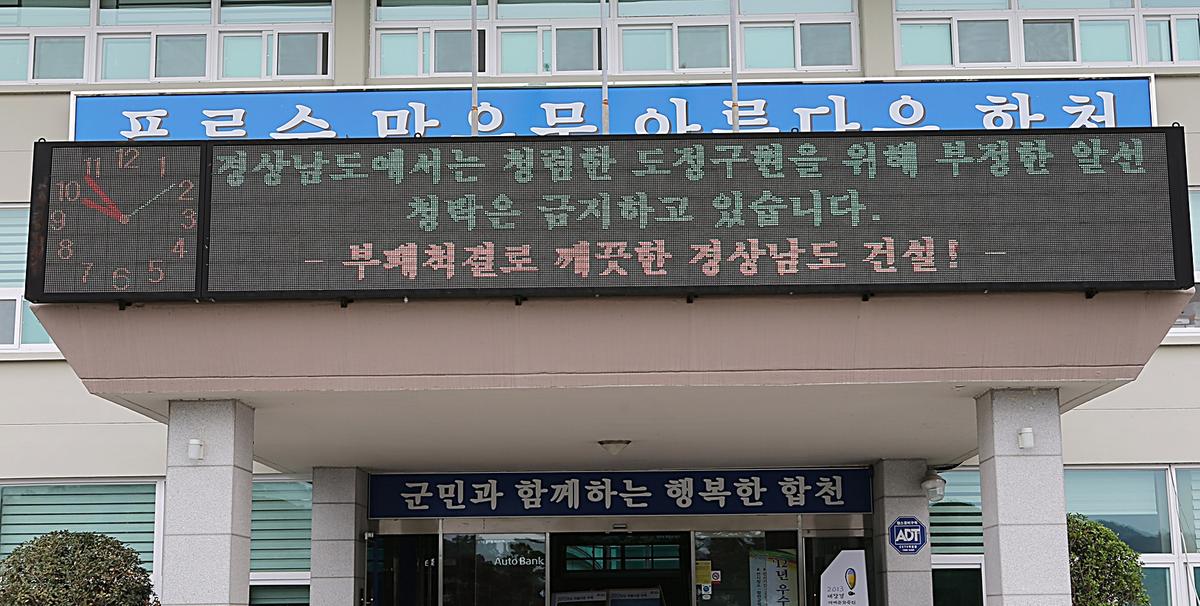 푸른숲 맑은물 아름다운 합천
12
11
1
10
2
9
3
8
4
7
6
5
경상남도에서는 청렴한 도정구현을 위해 부정한 알선
청탁은 금지하고 있습니다.
- 부패척결로 깨끗한 경상남도 건설! -
군민과 함께하는 행복한 합천
ADT
Auto Bank
2013